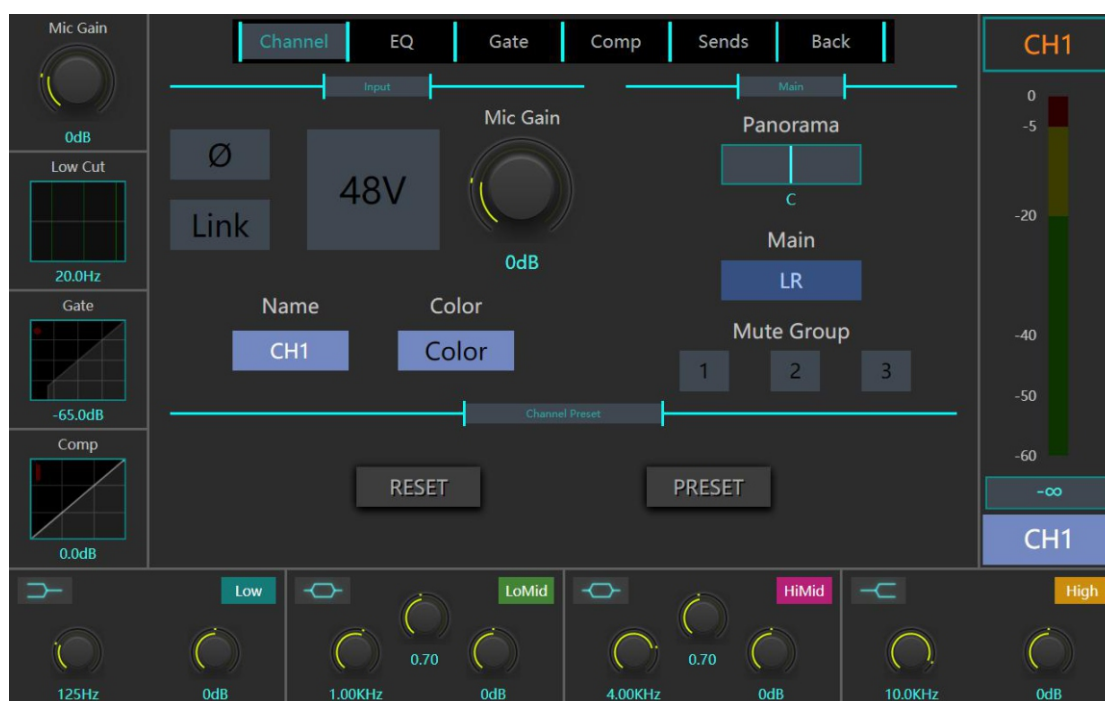 Mic Gain
0dB
Low Cut
20.0Hz
Gate
-65.0dB
Comp
0.0dB
Channel EQ Gate Comp Sends Back
Input
Ø
Link
48V
Mic Gain
0dB
Name
CH1
Color
Color
Main
Panorama
C
Main
LR
Mute Group
1 2 3
Channel Preset
RESET PRESET
CH1
0
-5
-20
-40
-50
-60
-∞
CH1
Low
125Hz 0dB
LoMid
0.70
1.00KHz 0dB
HiMid
0.70
4.00KHz 0dB
High
10.0KHz 0dB